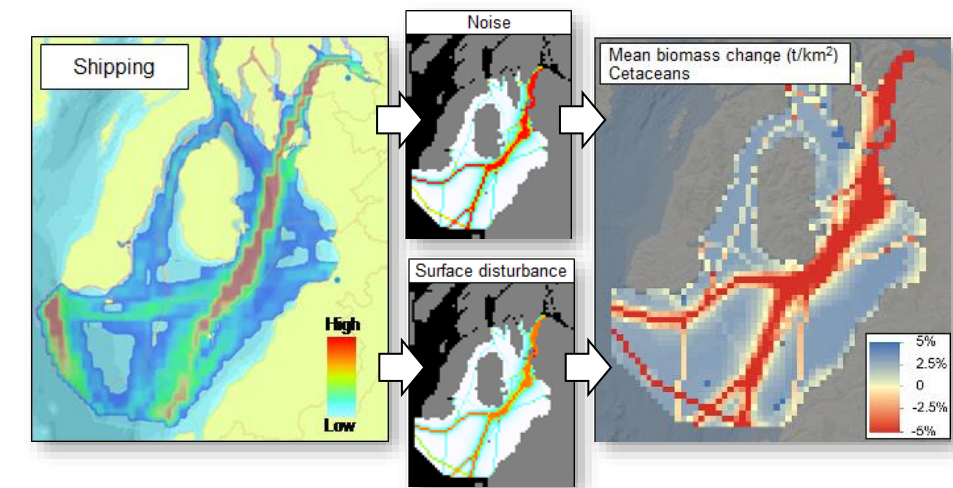 Shipping
High
Low
Noise
Surface disturbance
Mean biomass change (t/km²)
Cetaceans
5%
2.5%
0
-2.5%
-5%